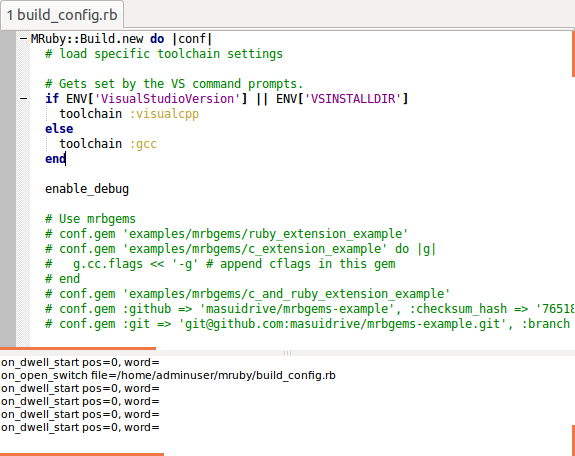 1 build_config.rb
MRuby::Build.new do |conf|
# load specific toolchain settings
# Gets set by the VS command prompts.
if ENV['VisualStudioVersion'] || ENV['VSINSTALLDIR']
toolchain :visualcpp
else
toolchain :gcc
end
enable_debug
# Use mrbgems
# conf.gem 'examples/mrbgems/ruby_extension_example'
# conf.gem 'examples/mrbgems/c_extension_example' do |g|
#   g.cc.flags << '-g' # append cflags in this gem
# end
# conf.gem 'examples/mrbgems/c_and_ruby_extension_example'
# conf.gem :github => 'masuidrive/mrbgems-example', :checksum_hash => '76518
# conf.gem :git => 'git@github.com:masuidrive/mrbgems-example.git', :branch
on_dwell_start pos=0, word=
on_open_switch file=/home/adminuser/mruby/build_config.rb
on_dwell_start pos=0, word=
on_dwell_start pos=0, word=
on_dwell_start pos=0, word=
on_dwell_start pos=0, word=